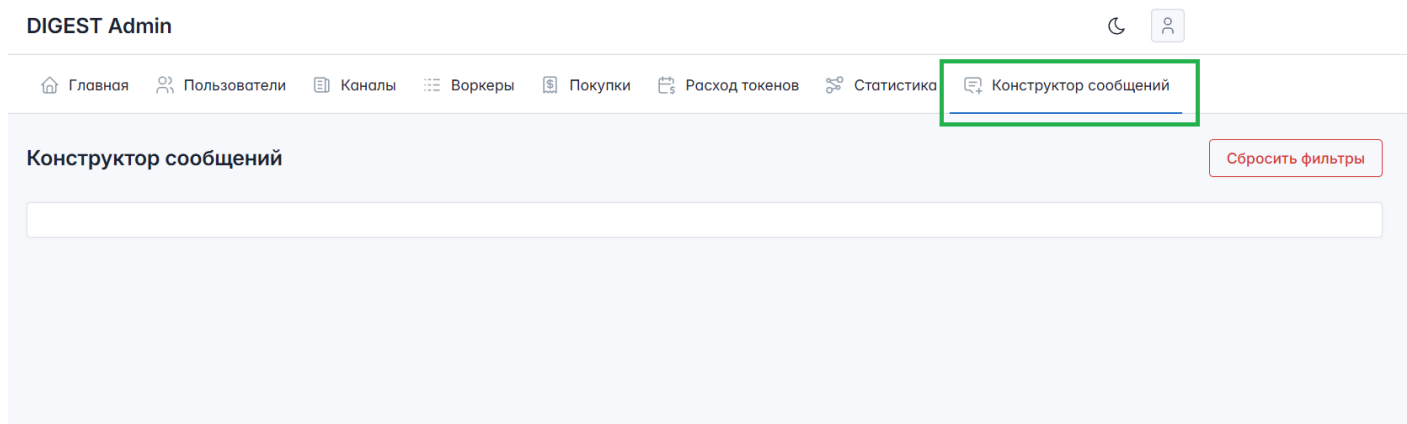 DIGEST Admin
Главная Пользователи Каналы Воркеры Покупки Расход токенов Статистика Конструктор сообщений
Конструктор сообщений Сбросить фильтры